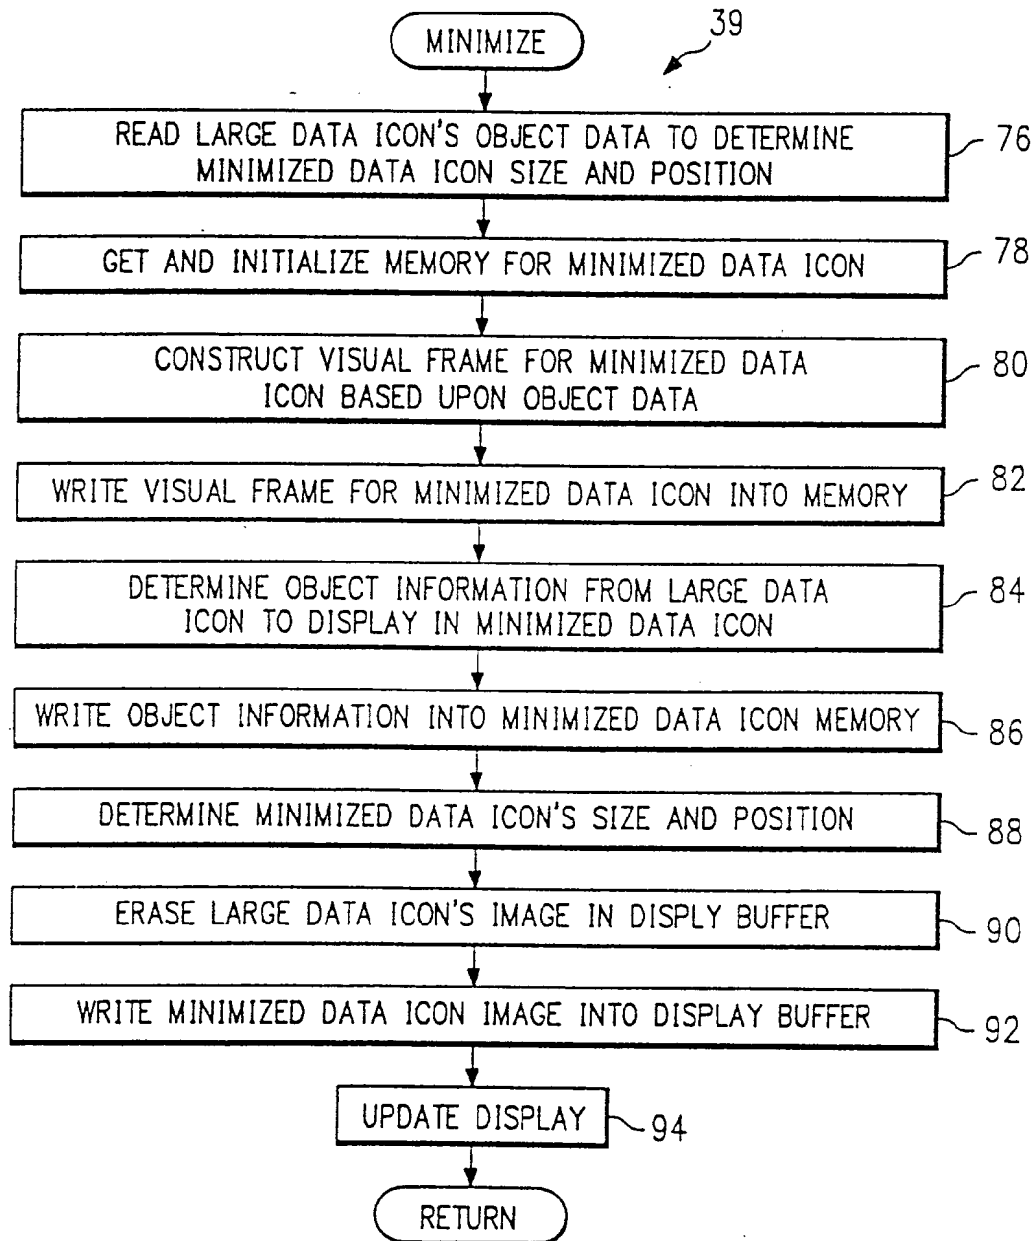 MINIMIZE
39
READ LARGE DATA ICON'S OBJECT DATA TO DETERMINE
MINIMIZED DATA ICON SIZE AND POSITION
76
GET AND INITIALIZE MEMORY FOR MINIMIZED DATA ICON
78
CONSTRUCT VISUAL FRAME FOR MINIMIZED DATA
ICON BASED UPON OBJECT DATA
80
WRITE VISUAL FRAME FOR MINIMIZED DATA ICON INTO MEMORY
82
DETERMINE OBJECT INFORMATION FROM LARGE DATA
ICON TO DISPLAY IN MINIMIZED DATA ICON
84
WRITE OBJECT INFORMATION INTO MINIMIZED DATA ICON MEMORY
86
DETERMINE MINIMIZED DATA ICON'S SIZE AND POSITION
88
ERASE LARGE DATA ICON'S IMAGE IN DISPLY BUFFER
90
WRITE MINIMIZED DATA ICON IMAGE INTO DISPLAY BUFFER
92
UPDATE DISPLAY
94
RETURN